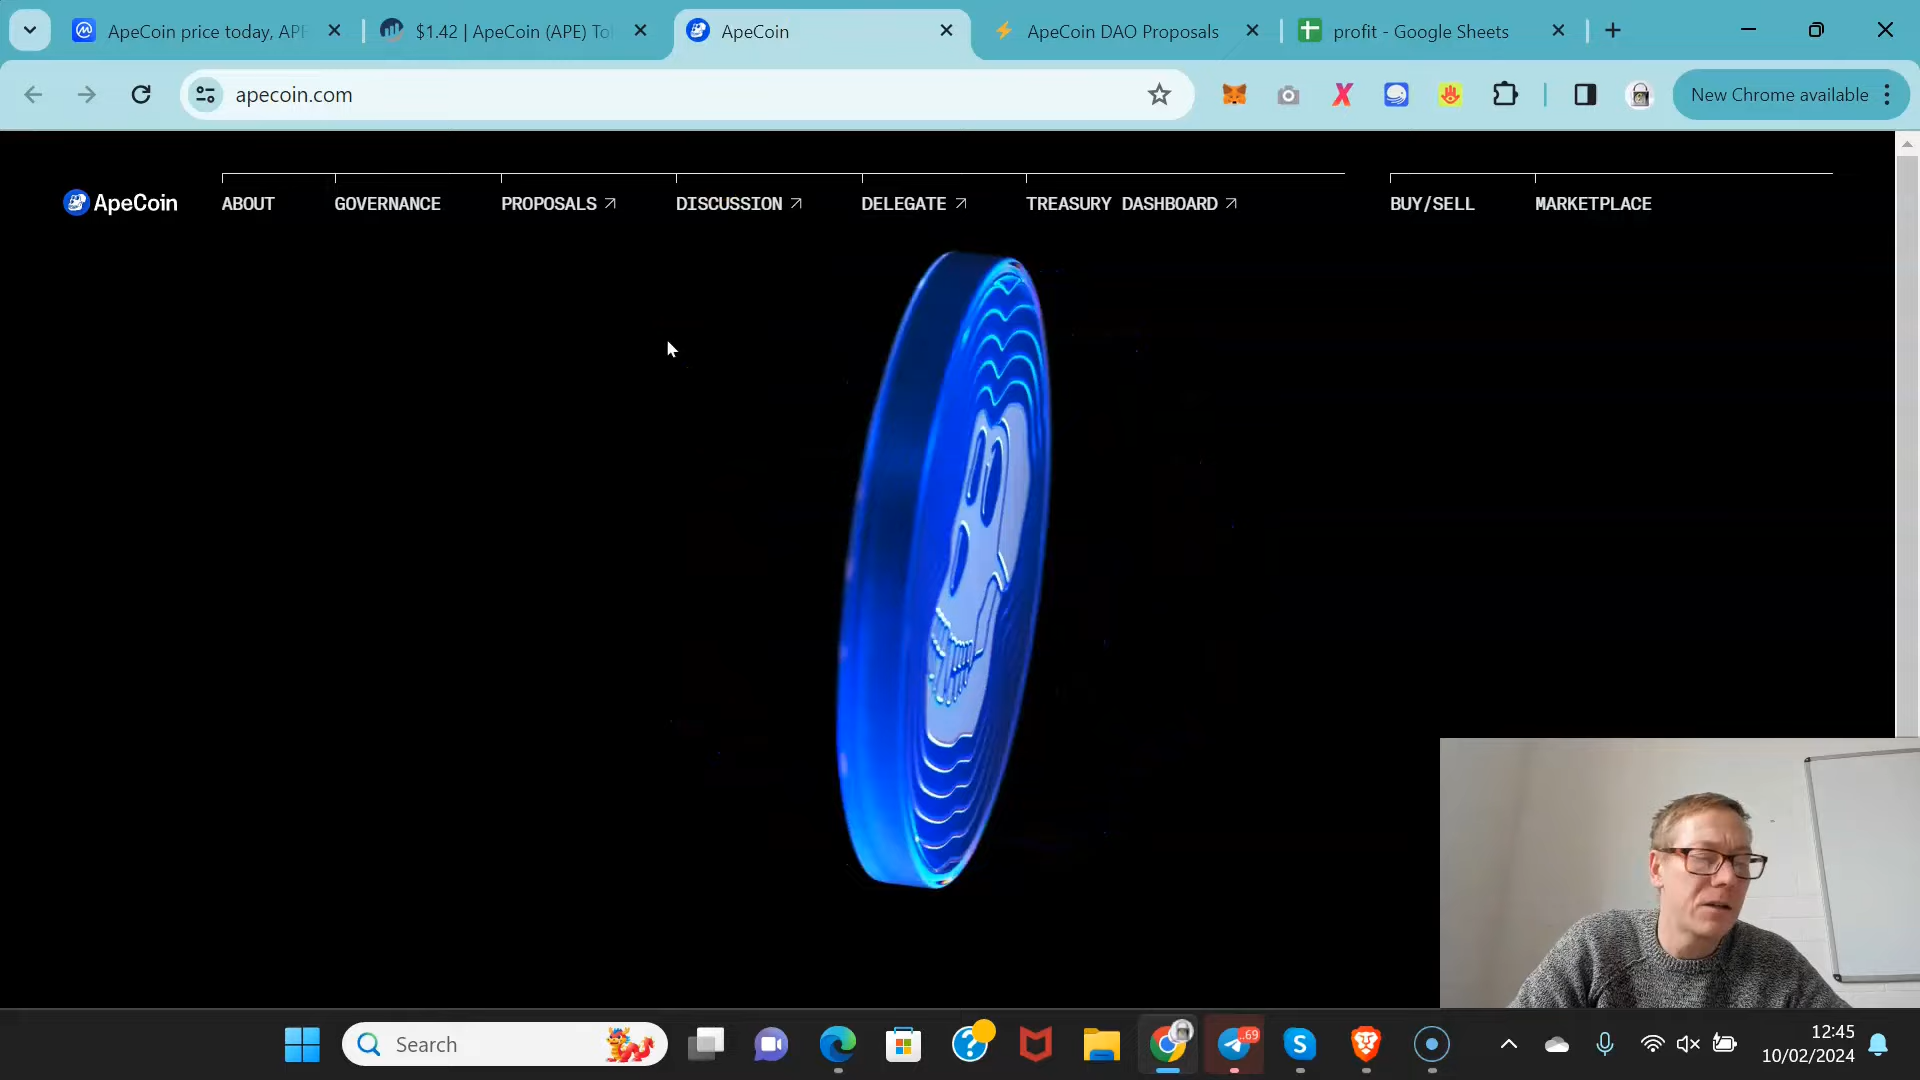 ApeCoin price today, APE
$1.42 | ApeCoin (APE) To
ApeCoin
ApeCoin DAO Proposals
profit - Google Sheets
apecoin.com
New Chrome available
ApeCoin
ABOUT
GOVERNANCE
PROPOSALS
DISCUSSION
DELEGATE
TREASURY DASHBOARD
BUY/SELL
MARKETPLACE
Search
..69
12:45
10/02/2024